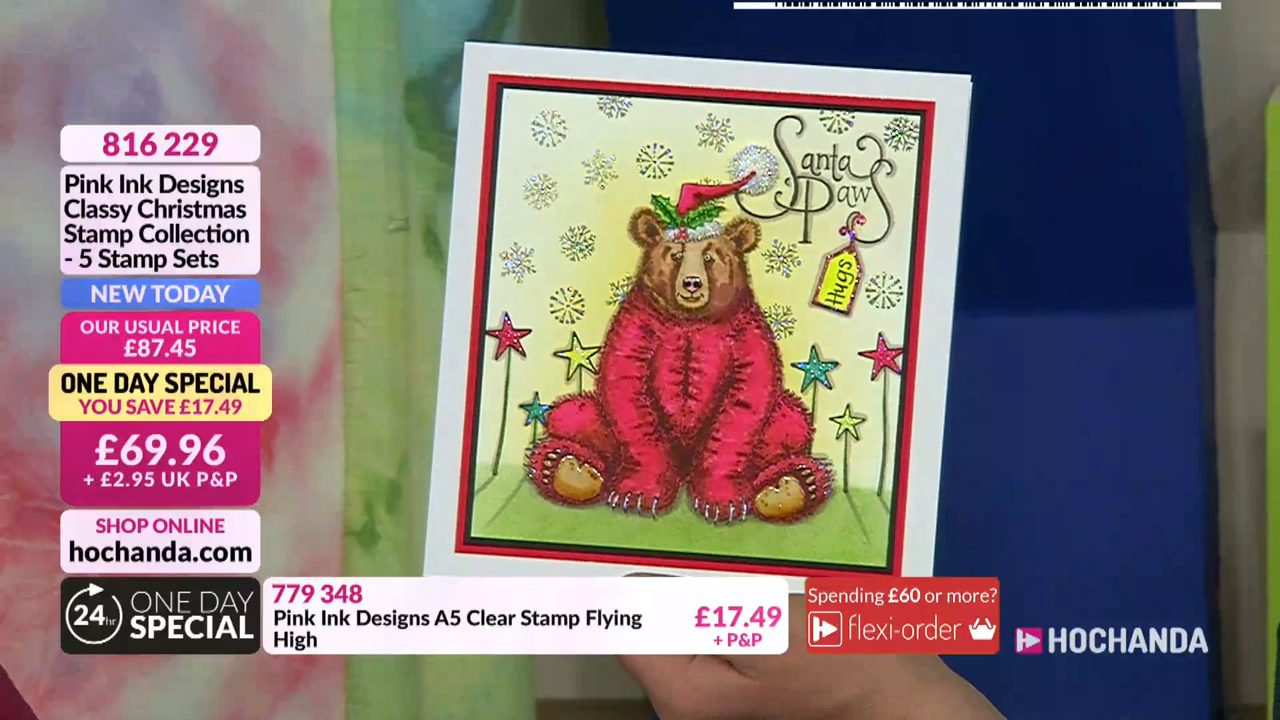 816 229
Pink Ink Designs
Classy Christmas
Stamp Collection
- 5 Stamp Sets
NEW TODAY
OUR USUAL PRICE
£87.45
ONE DAY SPECIAL
YOU SAVE £17.49
£69.96
+ £2.95 UK P&P
SHOP ONLINE
hochanda.com
Santa
Paws
Hugs
24hr
ONE DAY
SPECIAL
779 348
Pink Ink Designs A5 Clear Stamp Flying
High
£17.49
+ P&P
Spending £60 or more?
flexi-order
HOCHANDA